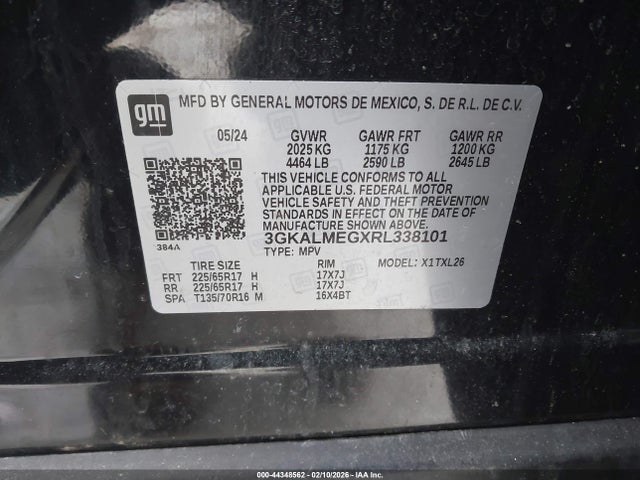 gm
MFD BY GENERAL MOTORS DE MEXICO, S. DE R.L. DE C.V.
05/24 GVWR GAWR FRT GAWR RR
2025 KG 1175 KG 1200 KG
4464 LB 2590 LB 2645 LB
THIS VEHICLE CONFORMS TO ALL
APPLICABLE U.S. FEDERAL MOTOR
VEHICLE SAFETY AND THEFT PREVENTION
STANDARDS IN EFFECT ON THE DATE OF
MANUFACTURE SHOWN ABOVE.
384A 3GKALMEGXRL338101
TYPE: MPV
TIRE SIZE RIM MODEL: X1TXL26
FRT 225/65R17 H 17X7J
RR 225/65R17 H 17X7J
SPA T135/70R16 M 16X4BT
000-44348562 - 02/10/2026 - IAAI.com